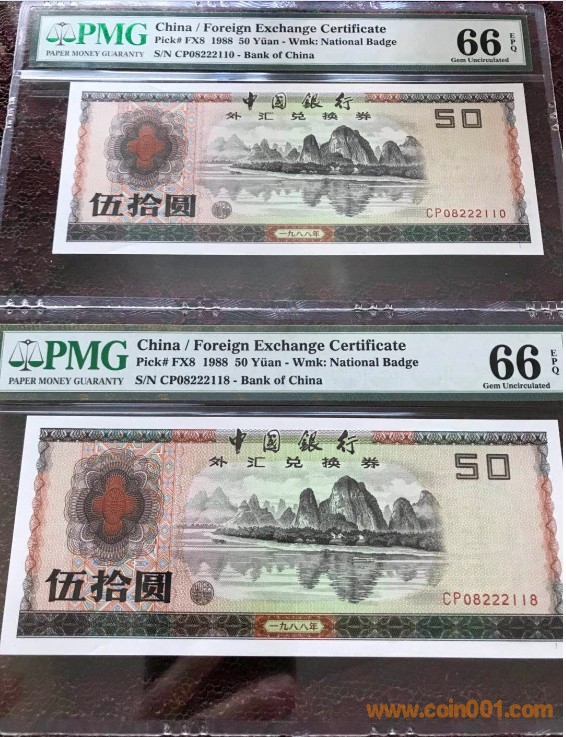 PMG
PAPER MONEY GUARANTY
China / Foreign Exchange Certificate
Pick# FX8 1988 50 Yüan - Wmk: National Badge
S/N CP08222110 - Bank of China
66 EPQ
Gem Uncirculated
中国银行
外汇兑换券
50
伍拾圆
CP08222110
一九八八年
PMG
PAPER MONEY GUARANTY
China / Foreign Exchange Certificate
Pick# FX8 1988 50 Yüan - Wmk: National Badge
S/N CP08222118 - Bank of China
66 EPQ
Gem Uncirculated
中国银行
外汇兑换券
50
伍拾圆
CP08222118
一九八八年
www.coin001.com